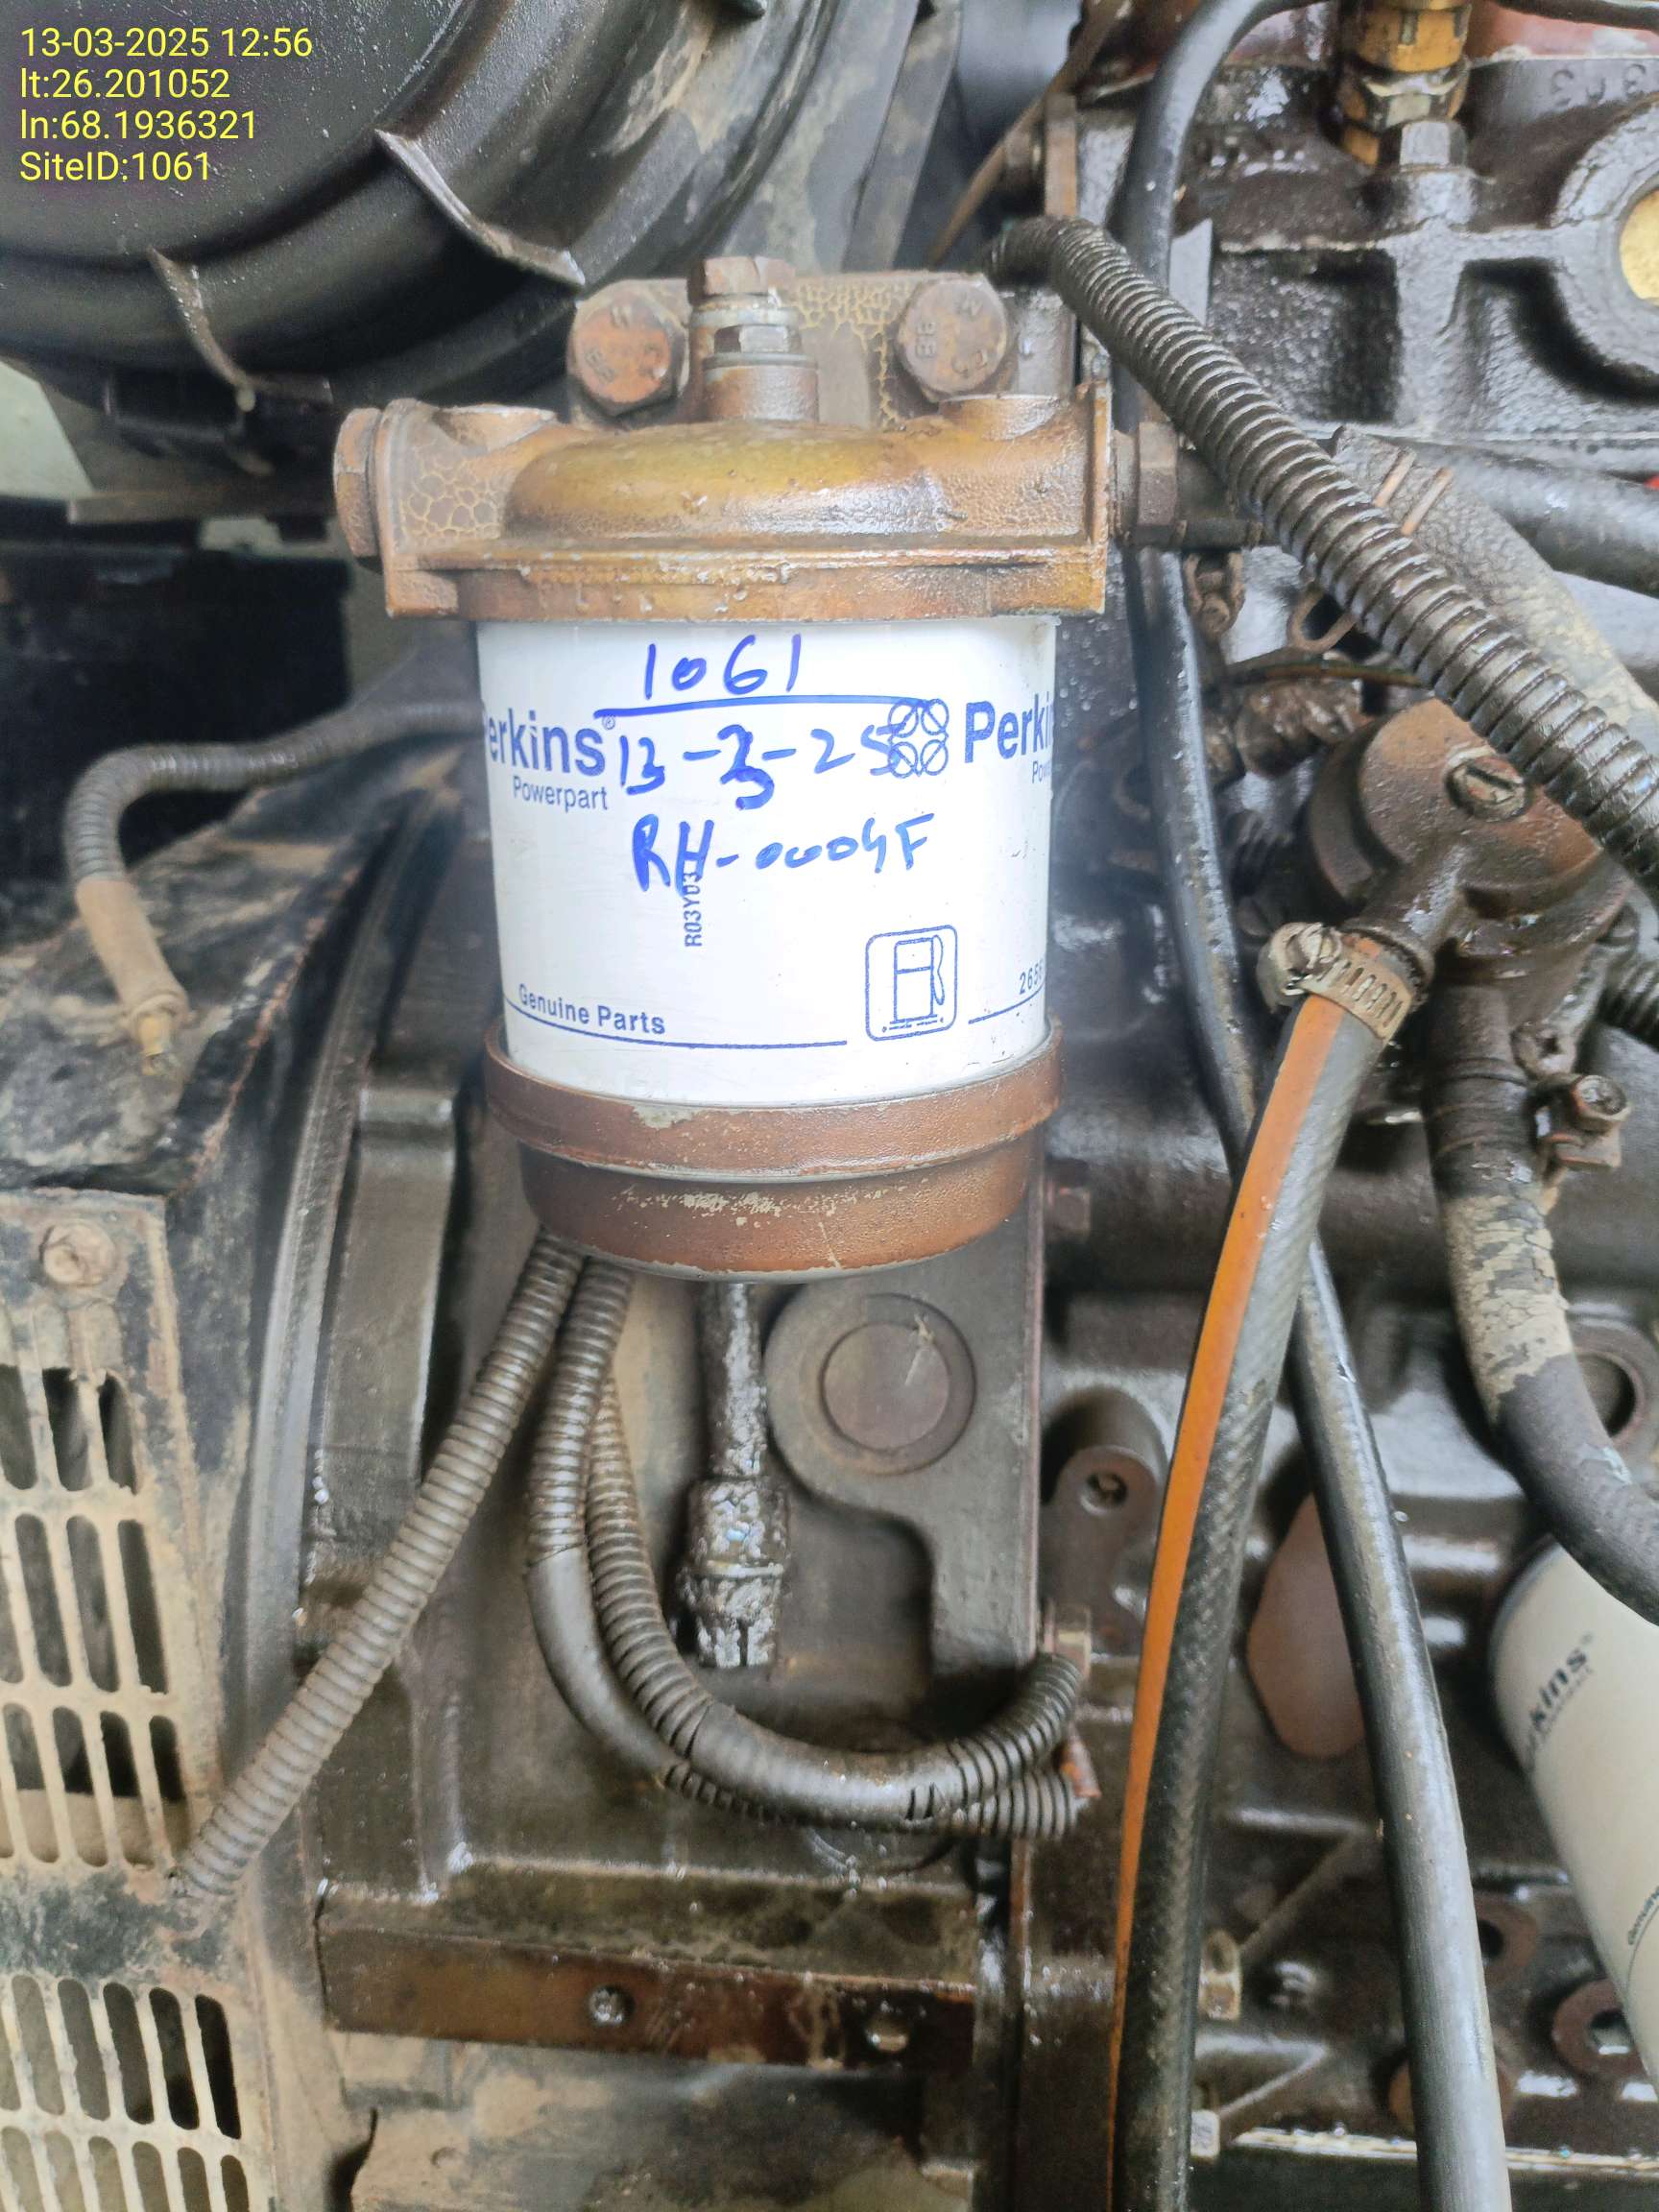 13-03-2025 12:56
lt:26.201052
ln:68.1936321
SiteID:1061
1061
Perkins®
Powerpart
13-3-25
RH-0004F
R03Y03
Genuine Parts